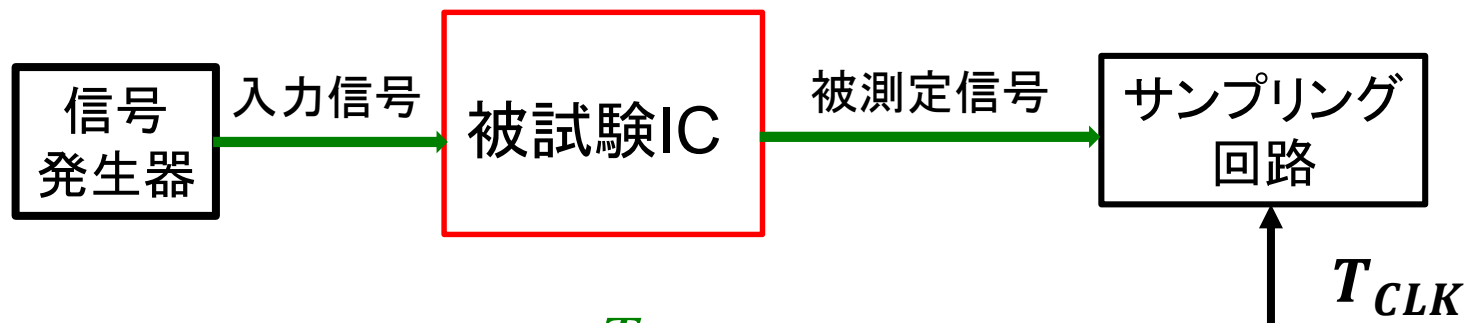 信号
発生器
入力信号
被試験IC
被測定信号
サンプリング
回路
T_CLK